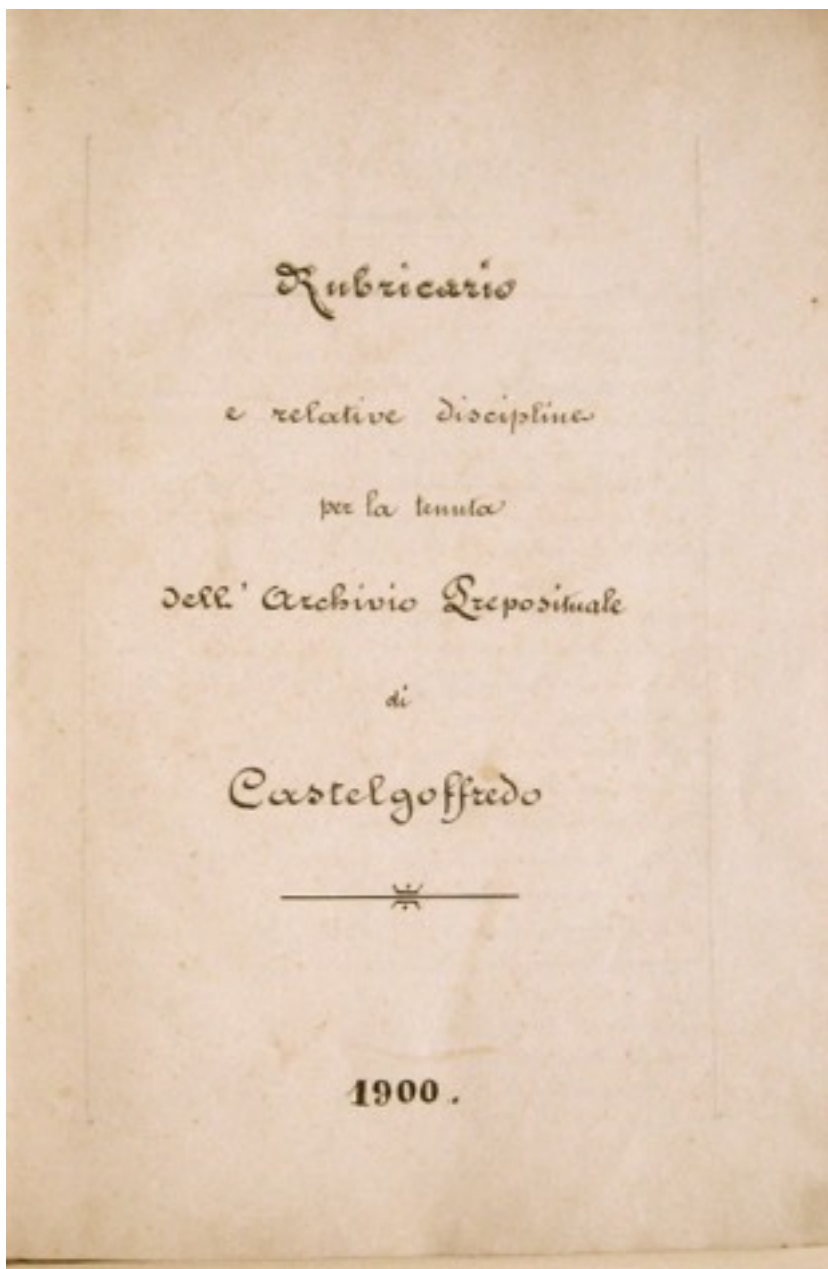 Rubricario
e relative discipline
per la tenuta
dell' Archivio Prepositurale
di
Castelgoffredo
1900.